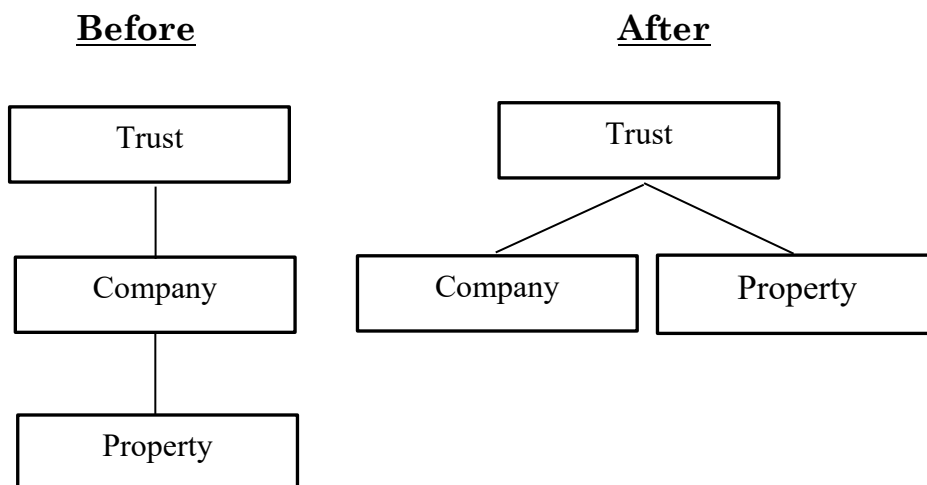 Before
After
Trust
Trust
Company
Company
Property
Property